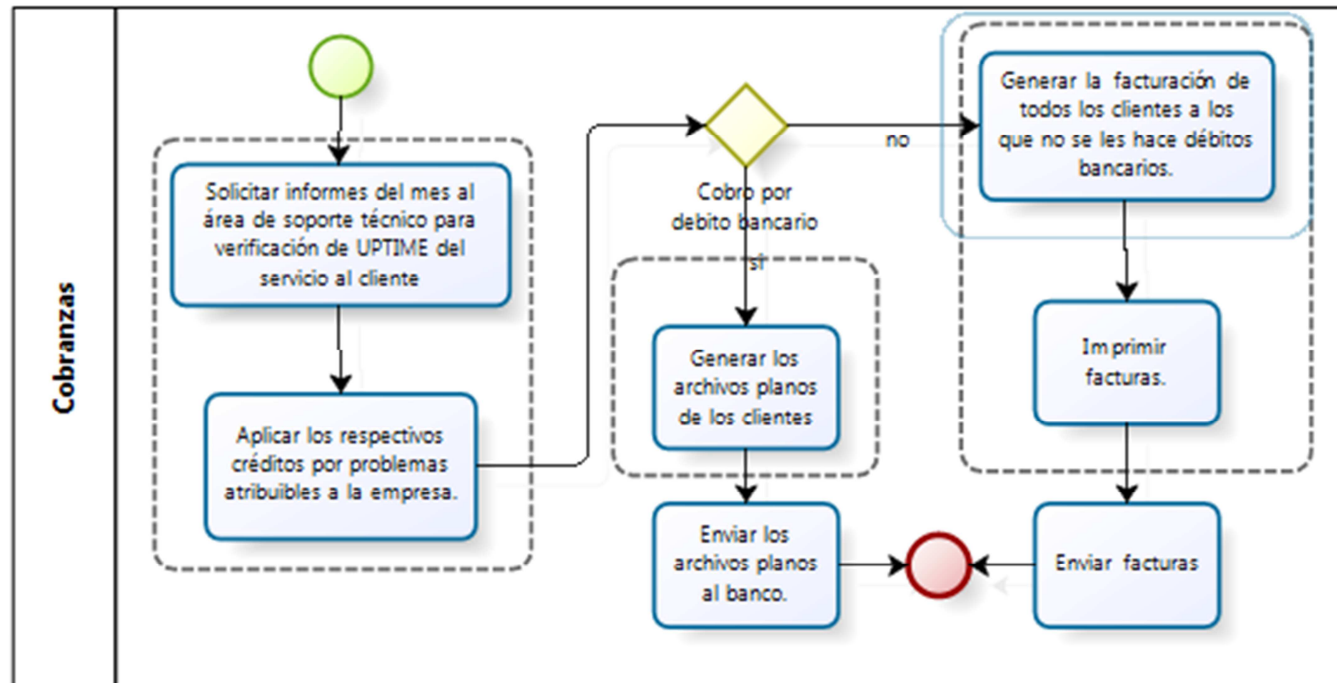 Cobranzas
Solicitar informes del mes al
área de soporte técnico para
verificación de UPTIME del
servicio al cliente
Aplicar los respectivos
créditos por problemas
atribuibles a la empresa.
Cobro por
debito bancario
si
no
Generar los
archivos planos
de los clientes
Enviar los
archivos planos
al banco.
Generar la facturación de
todos los clientes a los
que no se les hace débitos
bancarios.
Imprimir
facturas.
Enviar facturas